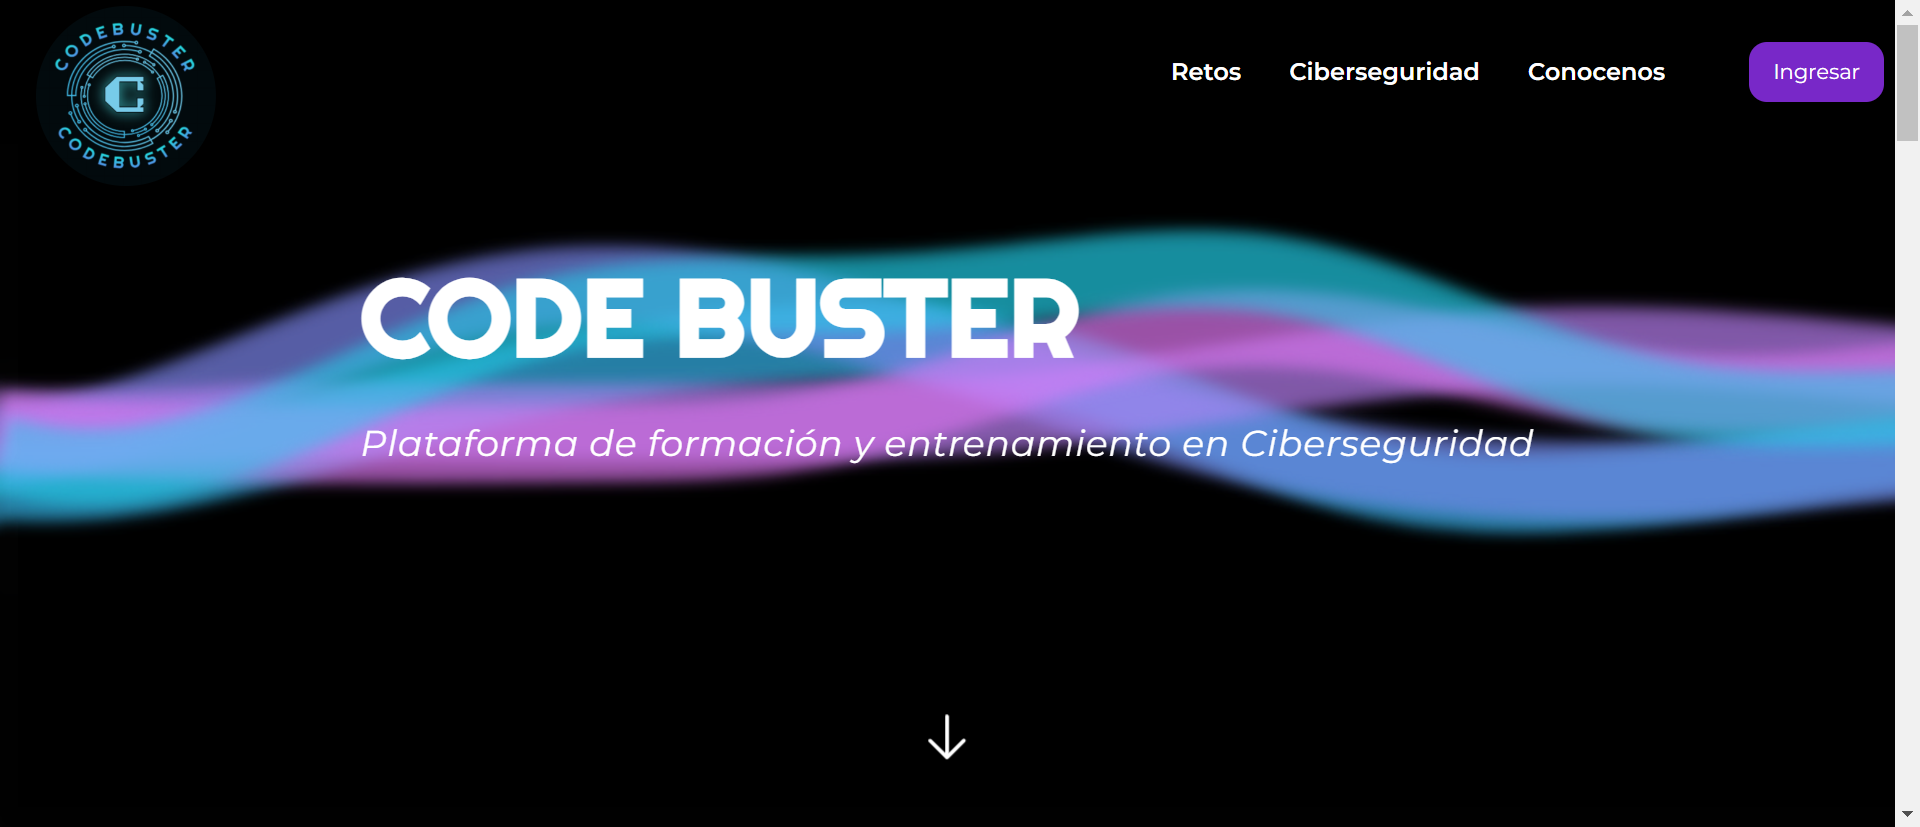 CODEBUSTER
C
CODEBUSTER
Retos Ciberseguridad Conocenos Ingresar
CODE BUSTER
Plataforma de formación y entrenamiento en Ciberseguridad